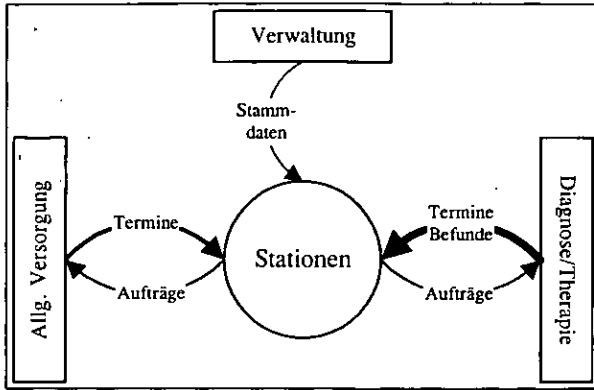 Verwaltung
Stamm-
daten
Allg. Versorgung
Termine
Aufträge
Stationen
Termine
Befunde
Aufträge
Diagnose/Therapie